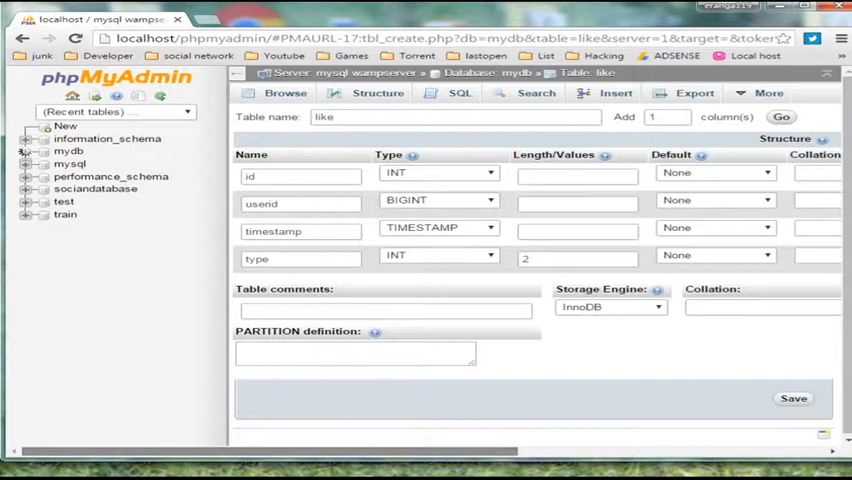 eranga119
localhost / mysql wampse
localhost/phpmyadmin/#PMAURL-17:tbl_create.php?db=mydb&table=like&server=1&target=&token
junk Developer social network Youtube Games Torrent lastopen List Hacking ADSENSE Local host
phpMyAdmin
Server: mysql wampserver » Database: mydb » Table: like
Browse Structure SQL Search Insert Export More
(Recent tables) ...
New
information_schema
mydb
mysql
performance_schema
sociandatabase
test
train
Table name: like Add 1 column(s) Go
Structure
Name Type Length/Values Default Collation
id INT None
userid BIGINT None
timestamp TIMESTAMP None
type INT 2 None
Table comments: Storage Engine: Collation:
InnoDB
PARTITION definition:
Save